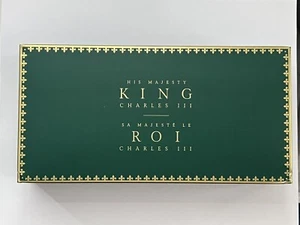 HIS MAJESTY
KING
CHARLES III
SA MAJESTÉ LE
ROI
CHARLES III